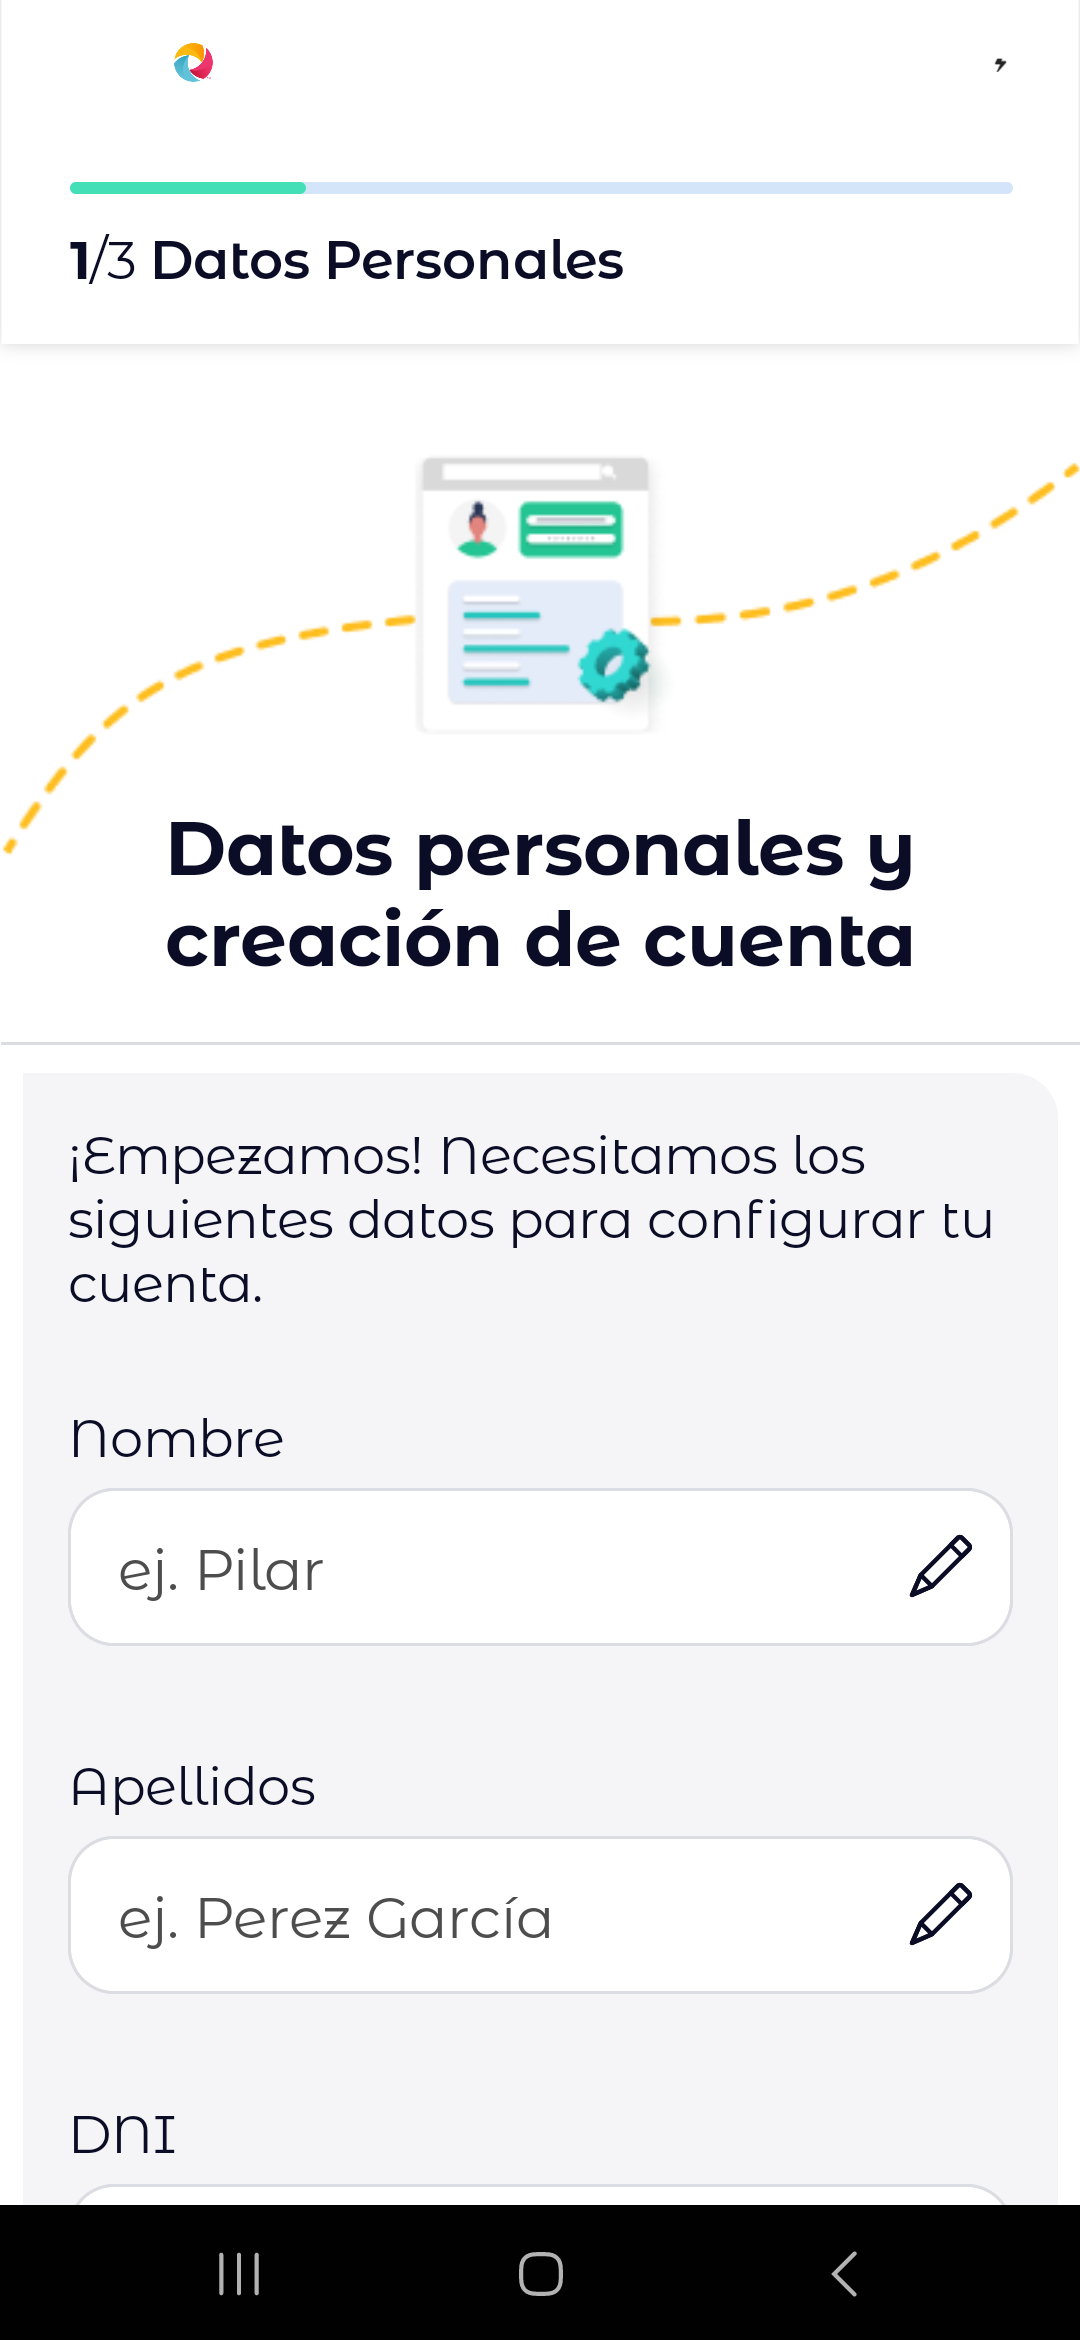 1/3 Datos Personales
Datos personales y
creación de cuenta
¡Empezamos! Necesitamos los
siguientes datos para configurar tu
cuenta.
Nombre
ej. Pilar
Apellidos
ej. Perez García
DNI